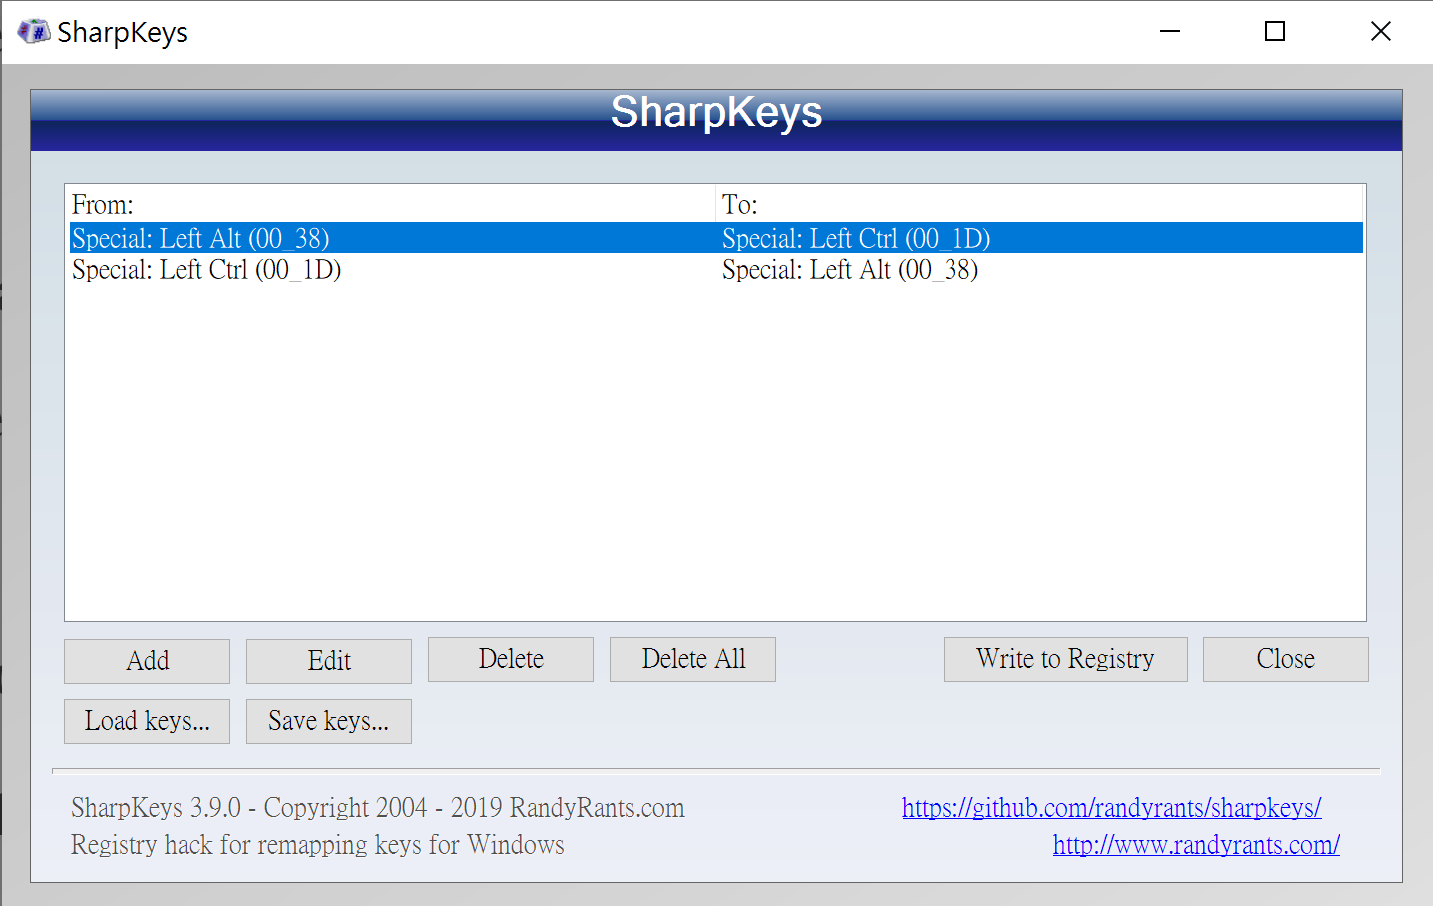 SharpKeys
SharpKeys
From: To:
Special: Left Alt (00_38) Special: Left Ctrl (00_1D)
Special: Left Ctrl (00_1D) Special: Left Alt (00_38)
Add Edit Delete Delete All Write to Registry Close
Load keys... Save keys...
SharpKeys 3.9.0 - Copyright 2004 - 2019 RandyRants.com https://github.com/randyrants/sharpkeys/
Registry hack for remapping keys for Windows http://www.randyrants.com/